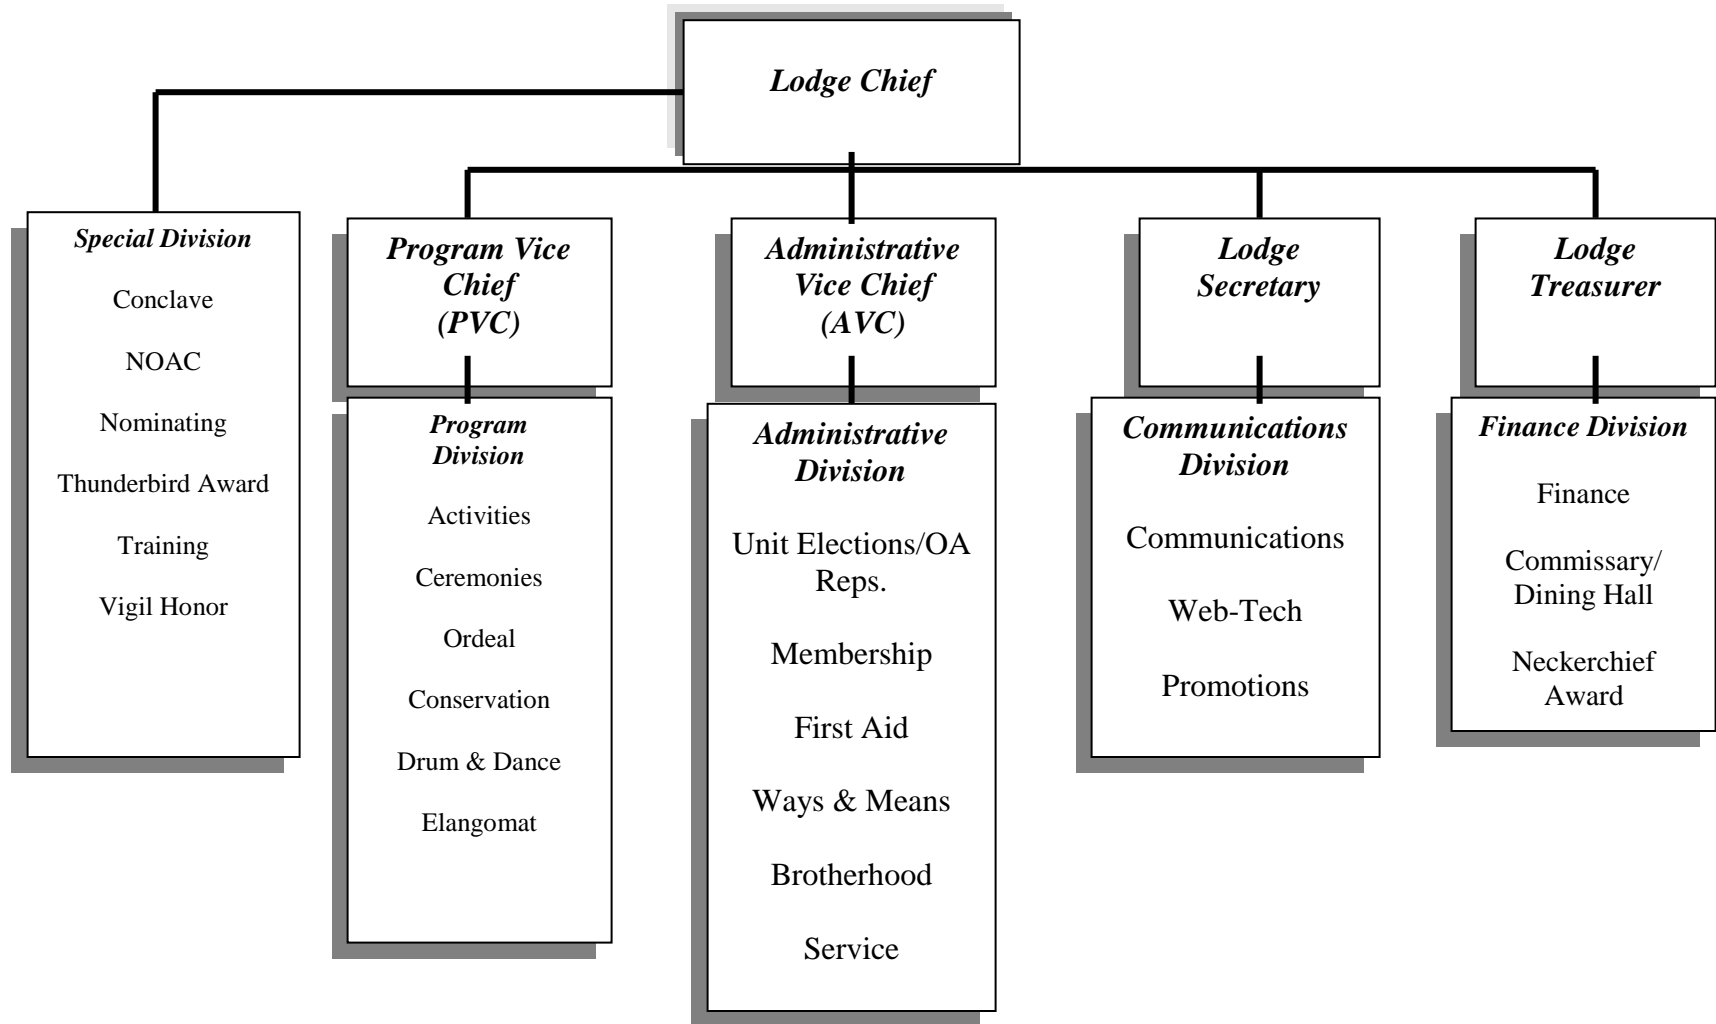 Lodge Chief
Special Division
Conclave
NOAC
Nominating
Thunderbird Award
Training
Vigil Honor
Program Vice
Chief
(PVC)
Program
Division
Activities
Ceremonies
Ordeal
Conservation
Drum & Dance
Elangomat
Administrative
Vice Chief
(AVC)
Administrative
Division
Unit Elections/OA
Reps.
Membership
First Aid
Ways & Means
Brotherhood
Service
Lodge
Secretary
Communications
Division
Communications
Web-Tech
Promotions
Lodge
Treasurer
Finance Division
Finance
Commissary/
Dining Hall
Neckerchief
Award